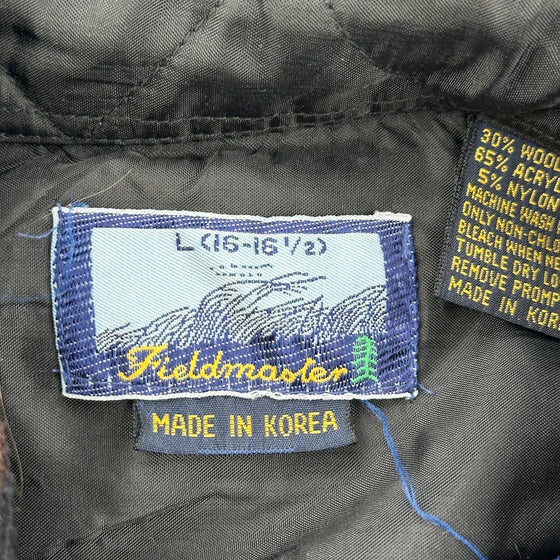 L (16-16 1/2)
Fieldmaster
MADE IN KOREA
30% WOOL
65% ACRYL
5% NYLON
MACHINE WASH
ONLY NON-CHLO
BLEACH WHEN NE
TUMBLE DRY LO
REMOVE PROMP
MADE IN KOR